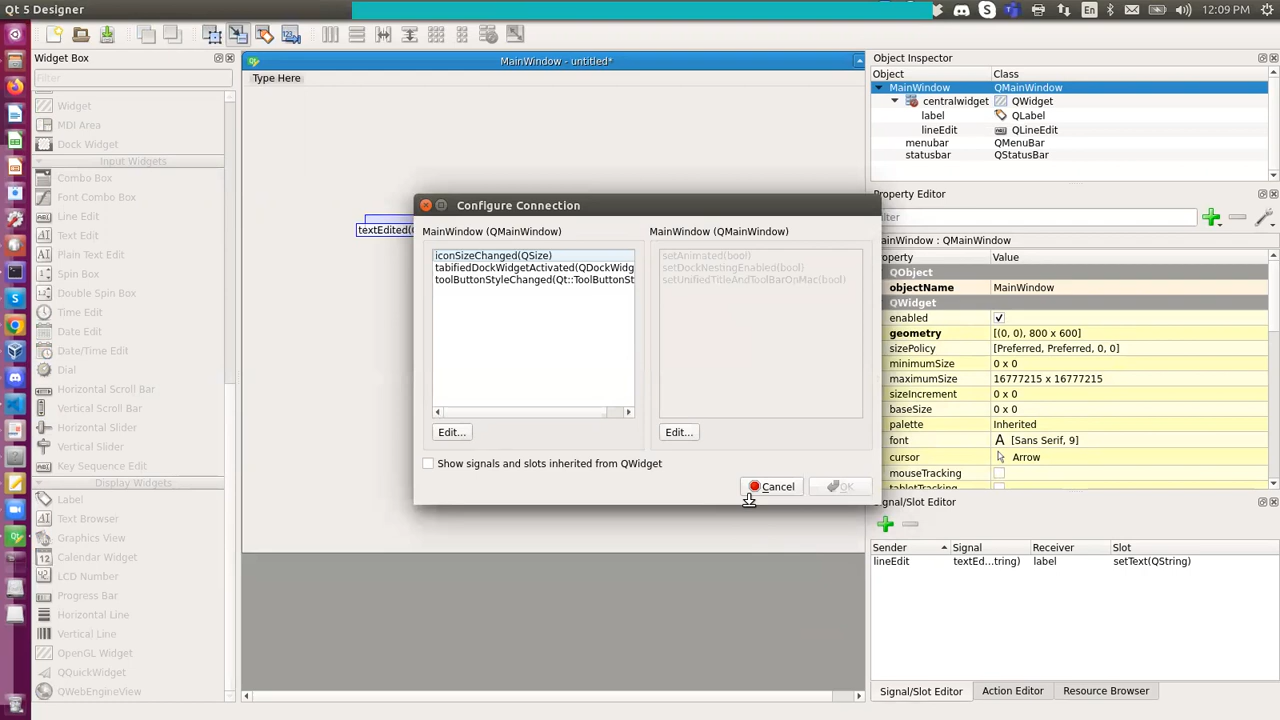 Qt 5 Designer
En
12:09 PM
Widget Box
MainWindow - untitled*
Object Inspector
Filter
Type Here
Object
Class
Widget
MDI Area
Dock Widget
Input Widgets
Combo Box
Font Combo Box
Line Edit
Text Edit
Plain Text Edit
Spin Box
Double Spin Box
Time Edit
Date Edit
Date/Time Edit
Dial
Horizontal Scroll Bar
Vertical Scroll Bar
Horizontal Slider
Vertical Slider
Key Sequence Edit
Display Widgets
Label
Text Browser
Graphics View
Calendar Widget
LCD Number
Progress Bar
Horizontal Line
Vertical Line
OpenGL Widget
QQuickWidget
QWebEngineView
textEdited(
Configure Connection
MainWindow (QMainWindow)
MainWindow (QMainWindow)
iconSizeChanged(QSize)
tabifiedDockWidgetActivated(QDockWidg
toolButtonStyleChanged(Qt::ToolButtonSt
setAnimated(bool)
setDockNestingEnabled(bool)
setUnifiedTitleAndToolBarOnMac(bool)
Edit...
Edit...
Show signals and slots inherited from QWidget
Cancel
OK
MainWindow QMainWindow
centralwidget QWidget
label QLabel
lineEdit QLineEdit
menubar QMenuBar
statusbar QStatusBar
Property Editor
ilter
ainWindow : QMainWindow
operty Value
QObject
objectName MainWindow
QWidget
enabled
geometry [(0, 0), 800 x 600]
sizePolicy [Preferred, Preferred, 0, 0]
minimumSize 0 x 0
maximumSize 16777215 x 16777215
sizeIncrement 0 x 0
baseSize 0 x 0
palette Inherited
font A [Sans Serif, 9]
cursor Arrow
mouseTracking
tabletTracking
ignal/Slot Editor
Sender Signal Receiver Slot
lineEdit textEd...tring) label setText(QString)
Signal/Slot Editor Action Editor Resource Browser